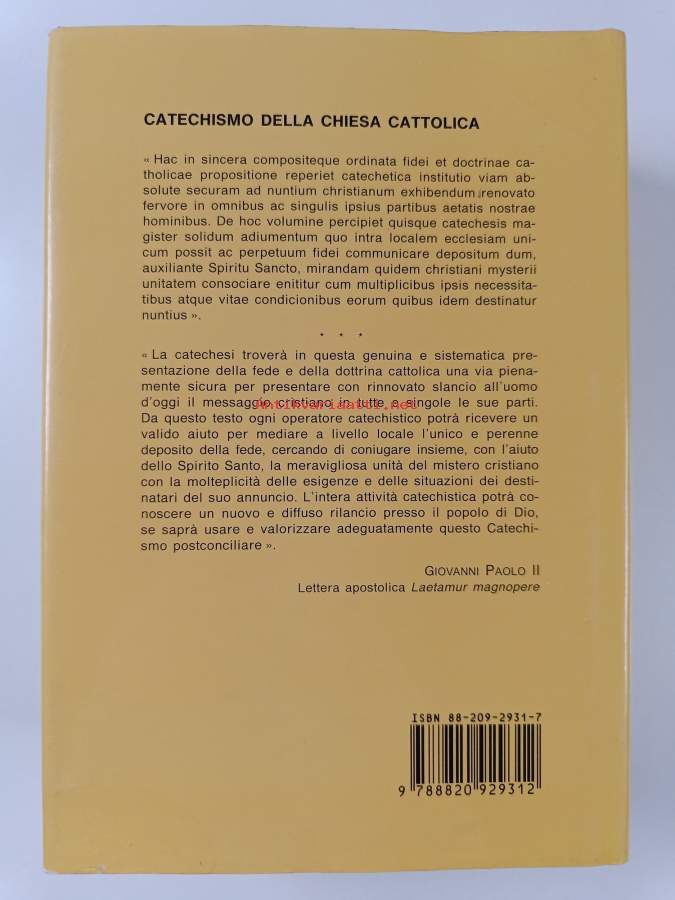 CATECHISMO DELLA CHIESA CATTOLICA
« Hac in sincera compositeque ordinata fidei et doctrinae ca-
tholicae propositione reperiet catechetica institutio viam ab-
solute securam ad nuntium christianum exhibendum renovato
fervore in omnibus ac singulis ipsius partibus aetatis nostrae
hominibus. De hoc volumine percipiet quisque catechesis ma-
gister solidum adiumentum quo intra localem ecclesiam uni-
cum possit ac perpetuum fidei communicare depositum dum,
auxiliante Spiritu Sancto, mirandam quidem christiani mysterii
unitatem consociare enititur cum multiplicibus ipsis necessita-
tibus atque vitae condicionibus eorum quibus idem destinatur
nuntius ».
* * *
« La catechesi troverà in questa genuina e sistematica pre-
sentazione della fede e della dottrina cattolica una via piena-
mente sicura per presentare con rinnovato slancio all'uomo
d'oggi il messaggio cristiano in tutte e singole le sue parti.
Antikvariaatti.net
Da questo testo ogni operatore catechistico potrà ricevere un
valido aiuto per mediare a livello locale l'unico e perenne
deposito della fede, cercando di coniugare insieme, con l'aiuto
dello Spirito Santo, la meravigliosa unità del mistero cristiano
con la molteplicità delle esigenze e delle situazioni dei desti-
natari del suo annuncio. L'intera attività catechistica potrà co-
noscere un nuovo e diffuso rilancio presso il popolo di Dio,
se saprà usare e valorizzare adeguatamente questo Catechi-
smo postconciliare ».
GIOVANNI PAOLO II
Lettera apostolica Laetamur magnopere
ISBN 88-209-2931-7
9 788820 929312